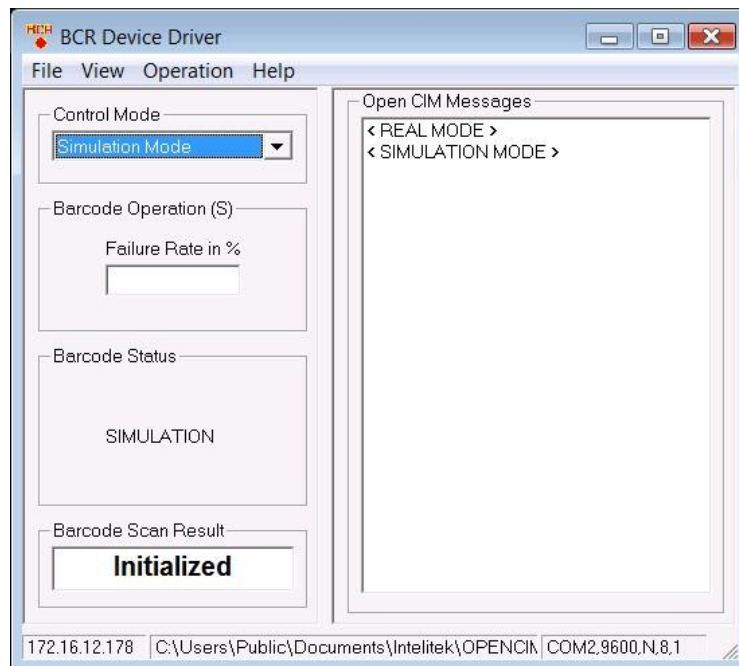 BCR Device Driver
File View Operation Help
Control Mode
Simulation Mode
Barcode Operation (S)
Failure Rate in %
Barcode Status
SIMULATION
Barcode Scan Result
Initialized
Open CIM Messages
< REAL MODE >
< SIMULATION MODE >
172.16.12.178 C:\Users\Public\Documents\Intelitek\OPENCIM COM2,9600,N,8,1